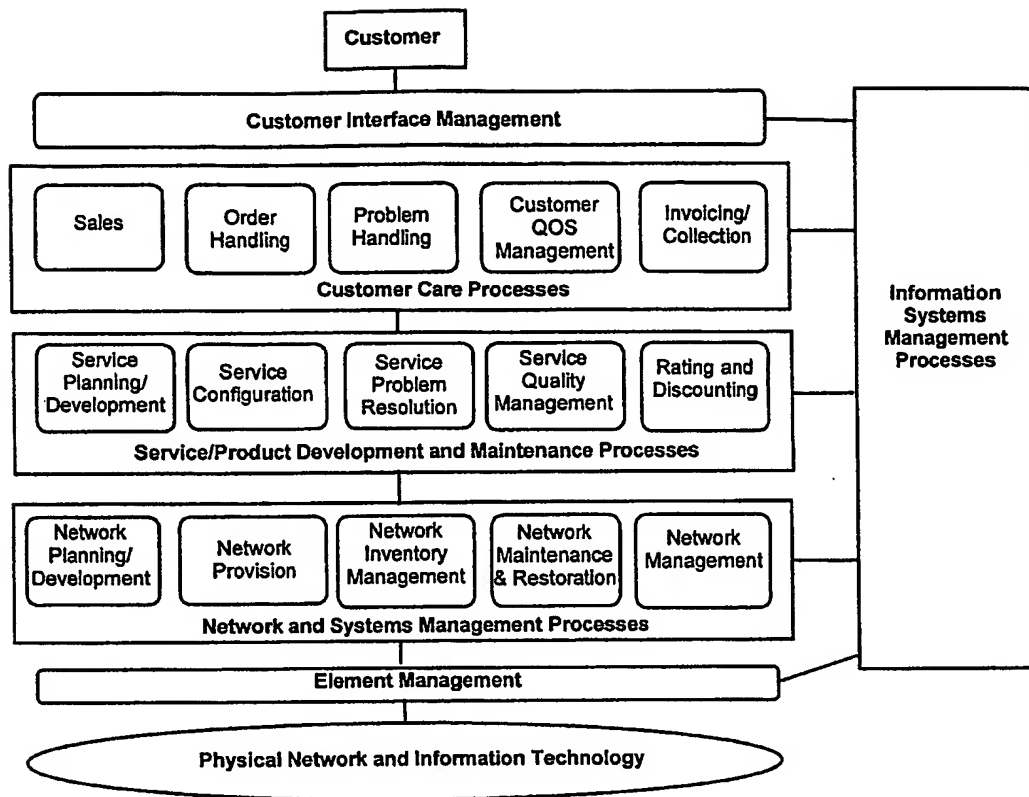 Customer
Customer Interface Management
Sales
Order
Handling
Problem
Handling
Customer
QOS
Management
Invoicing/
Collection
Customer Care Processes
Information
Systems
Management
Processes
Service
Planning/
Development
Service
Configuration
Service
Problem
Resolution
Service
Quality
Management
Rating and
Discounting
Service/Product Development and Maintenance Processes
Network
Planning/
Development
Network
Provision
Network
Inventory
Management
Network
Maintenance
& Restoration
Network
Management
Network and Systems Management Processes
Element Management
Physical Network and Information Technology